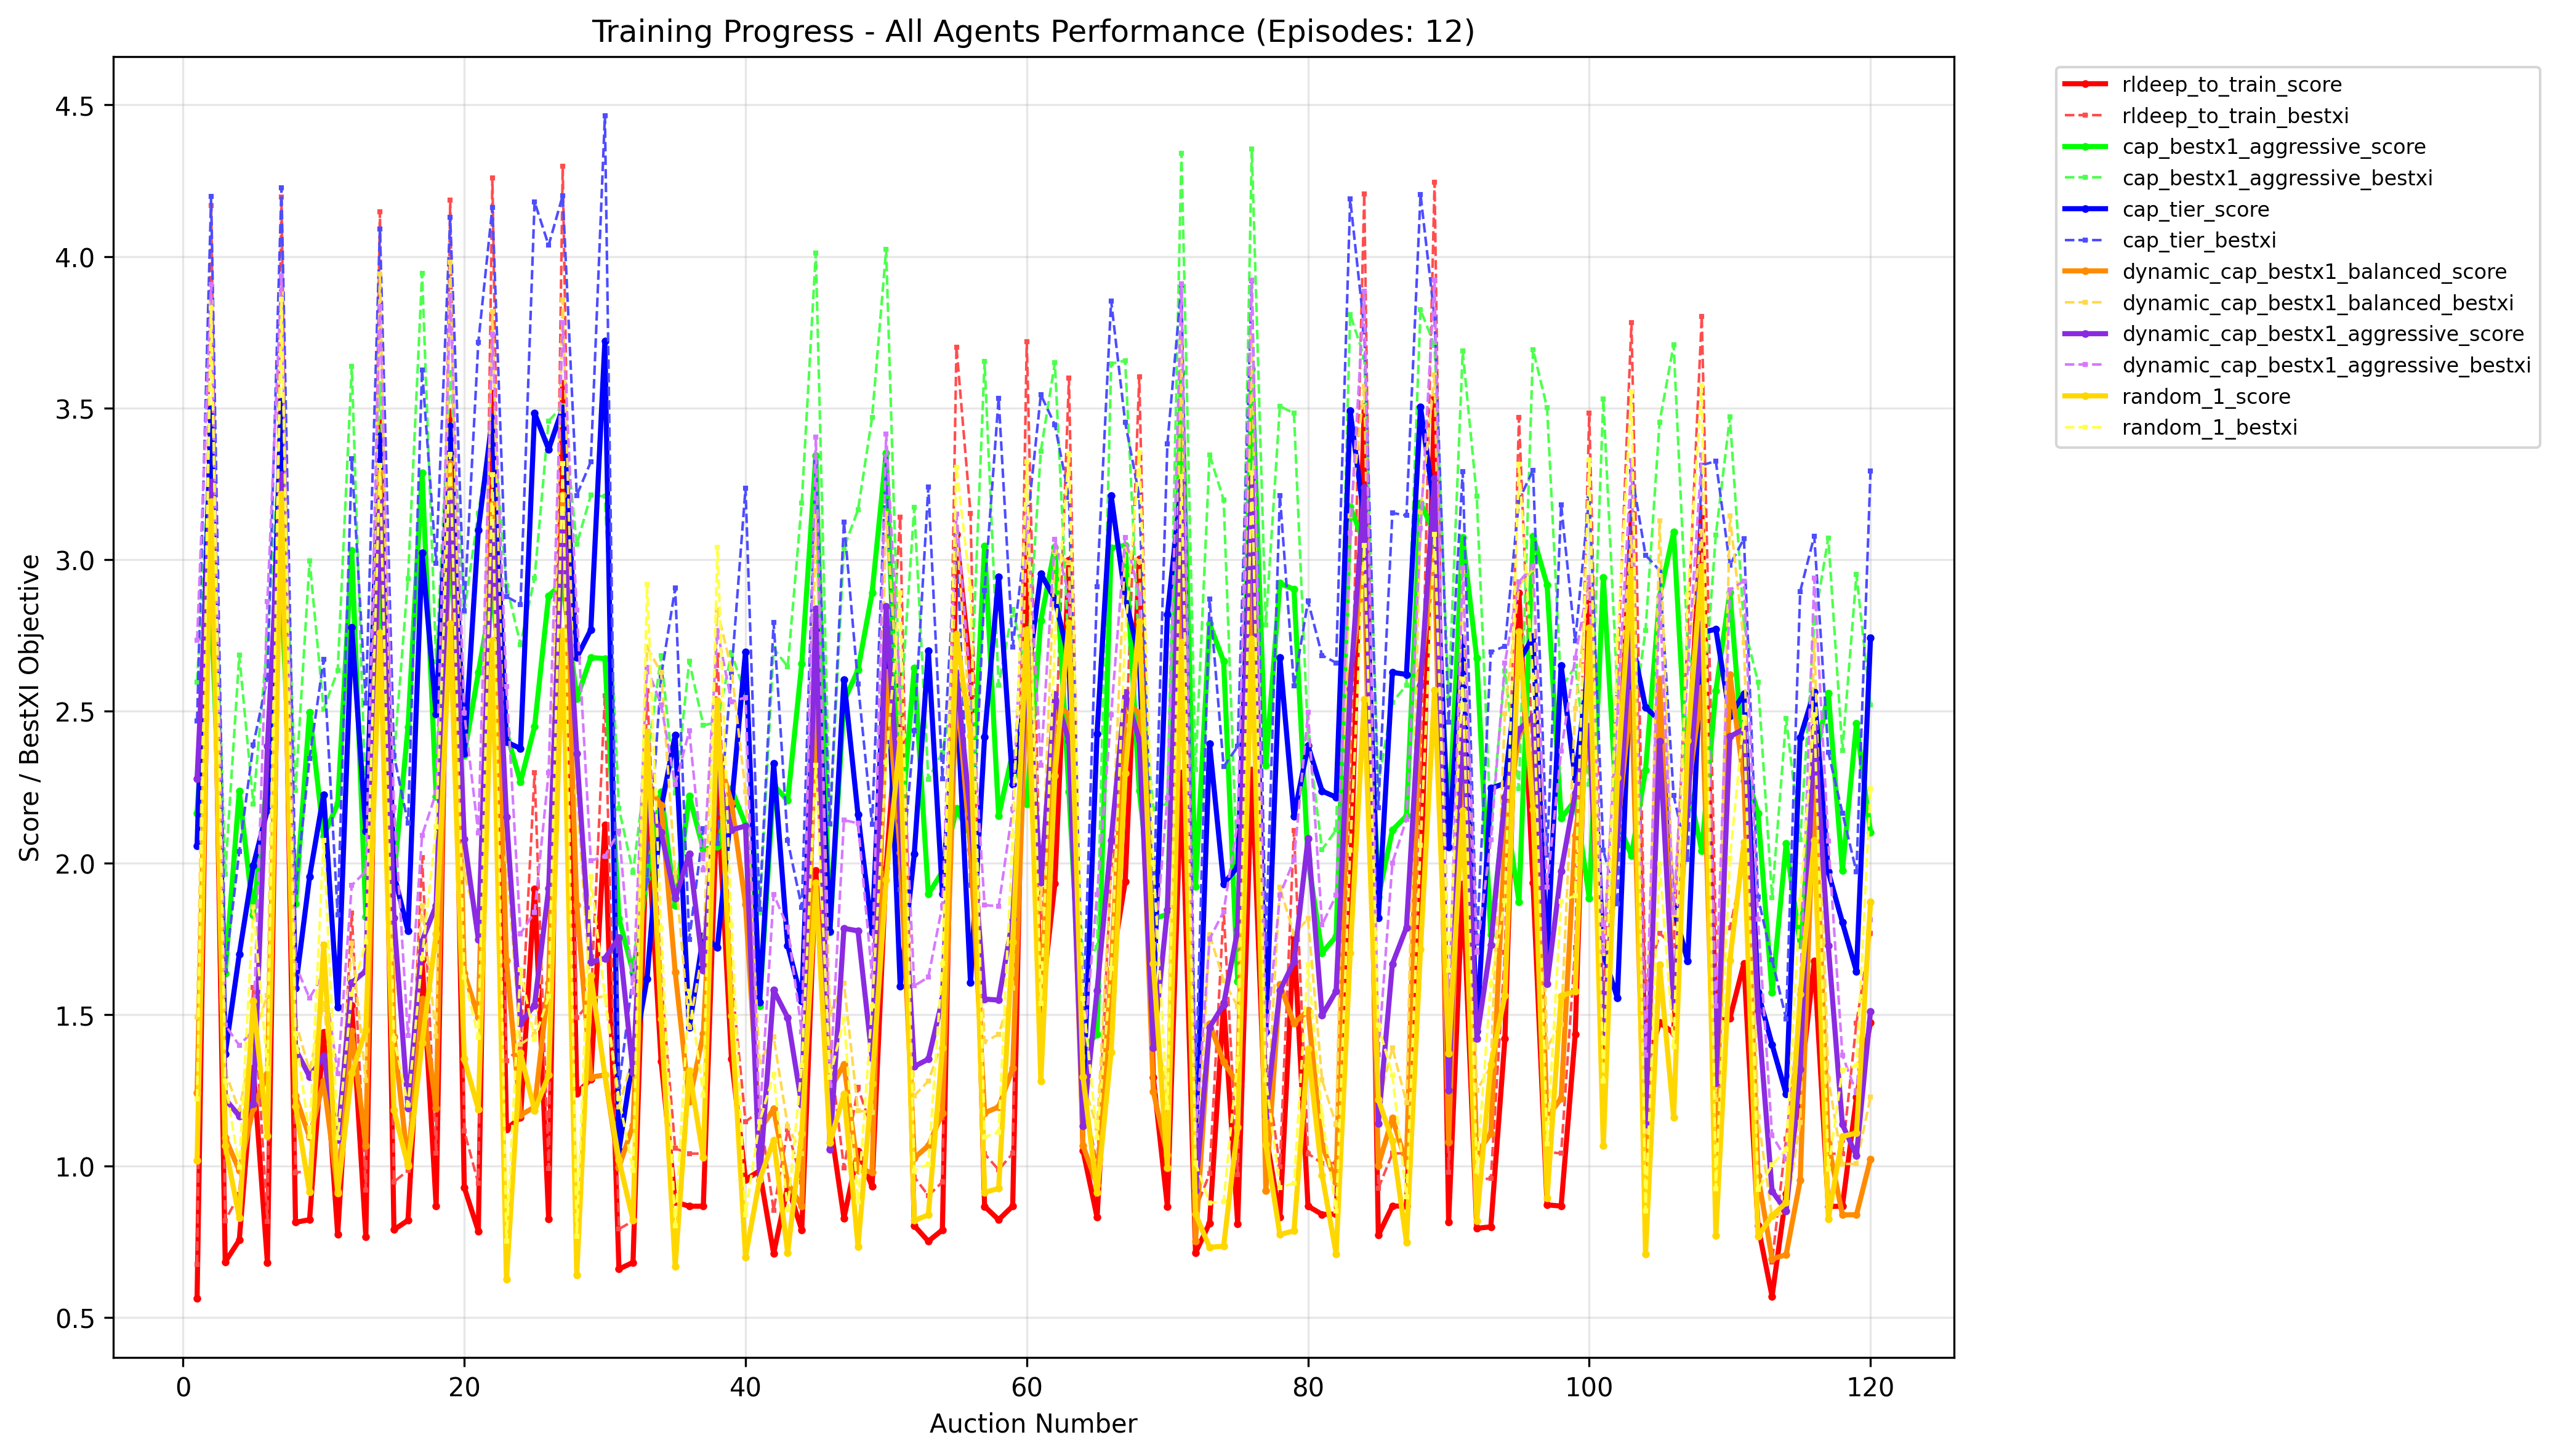 Training Progress - All Agents Performance (Episodes: 12)
Score / BestXI Objective
4.5
4.0
3.5
3.0
2.5
2.0
1.5
1.0
0.5
0
20
40
60
80
100
120
Auction Number
rldeep_to_train_score
rldeep_to_train_bestxi
cap_bestx1_aggressive_score
cap_bestx1_aggressive_bestxi
cap_tier_score
cap_tier_bestxi
dynamic_cap_bestx1_balanced_score
dynamic_cap_bestx1_balanced_bestxi
dynamic_cap_bestx1_aggressive_score
dynamic_cap_bestx1_aggressive_bestxi
random_1_score
random_1_bestxi